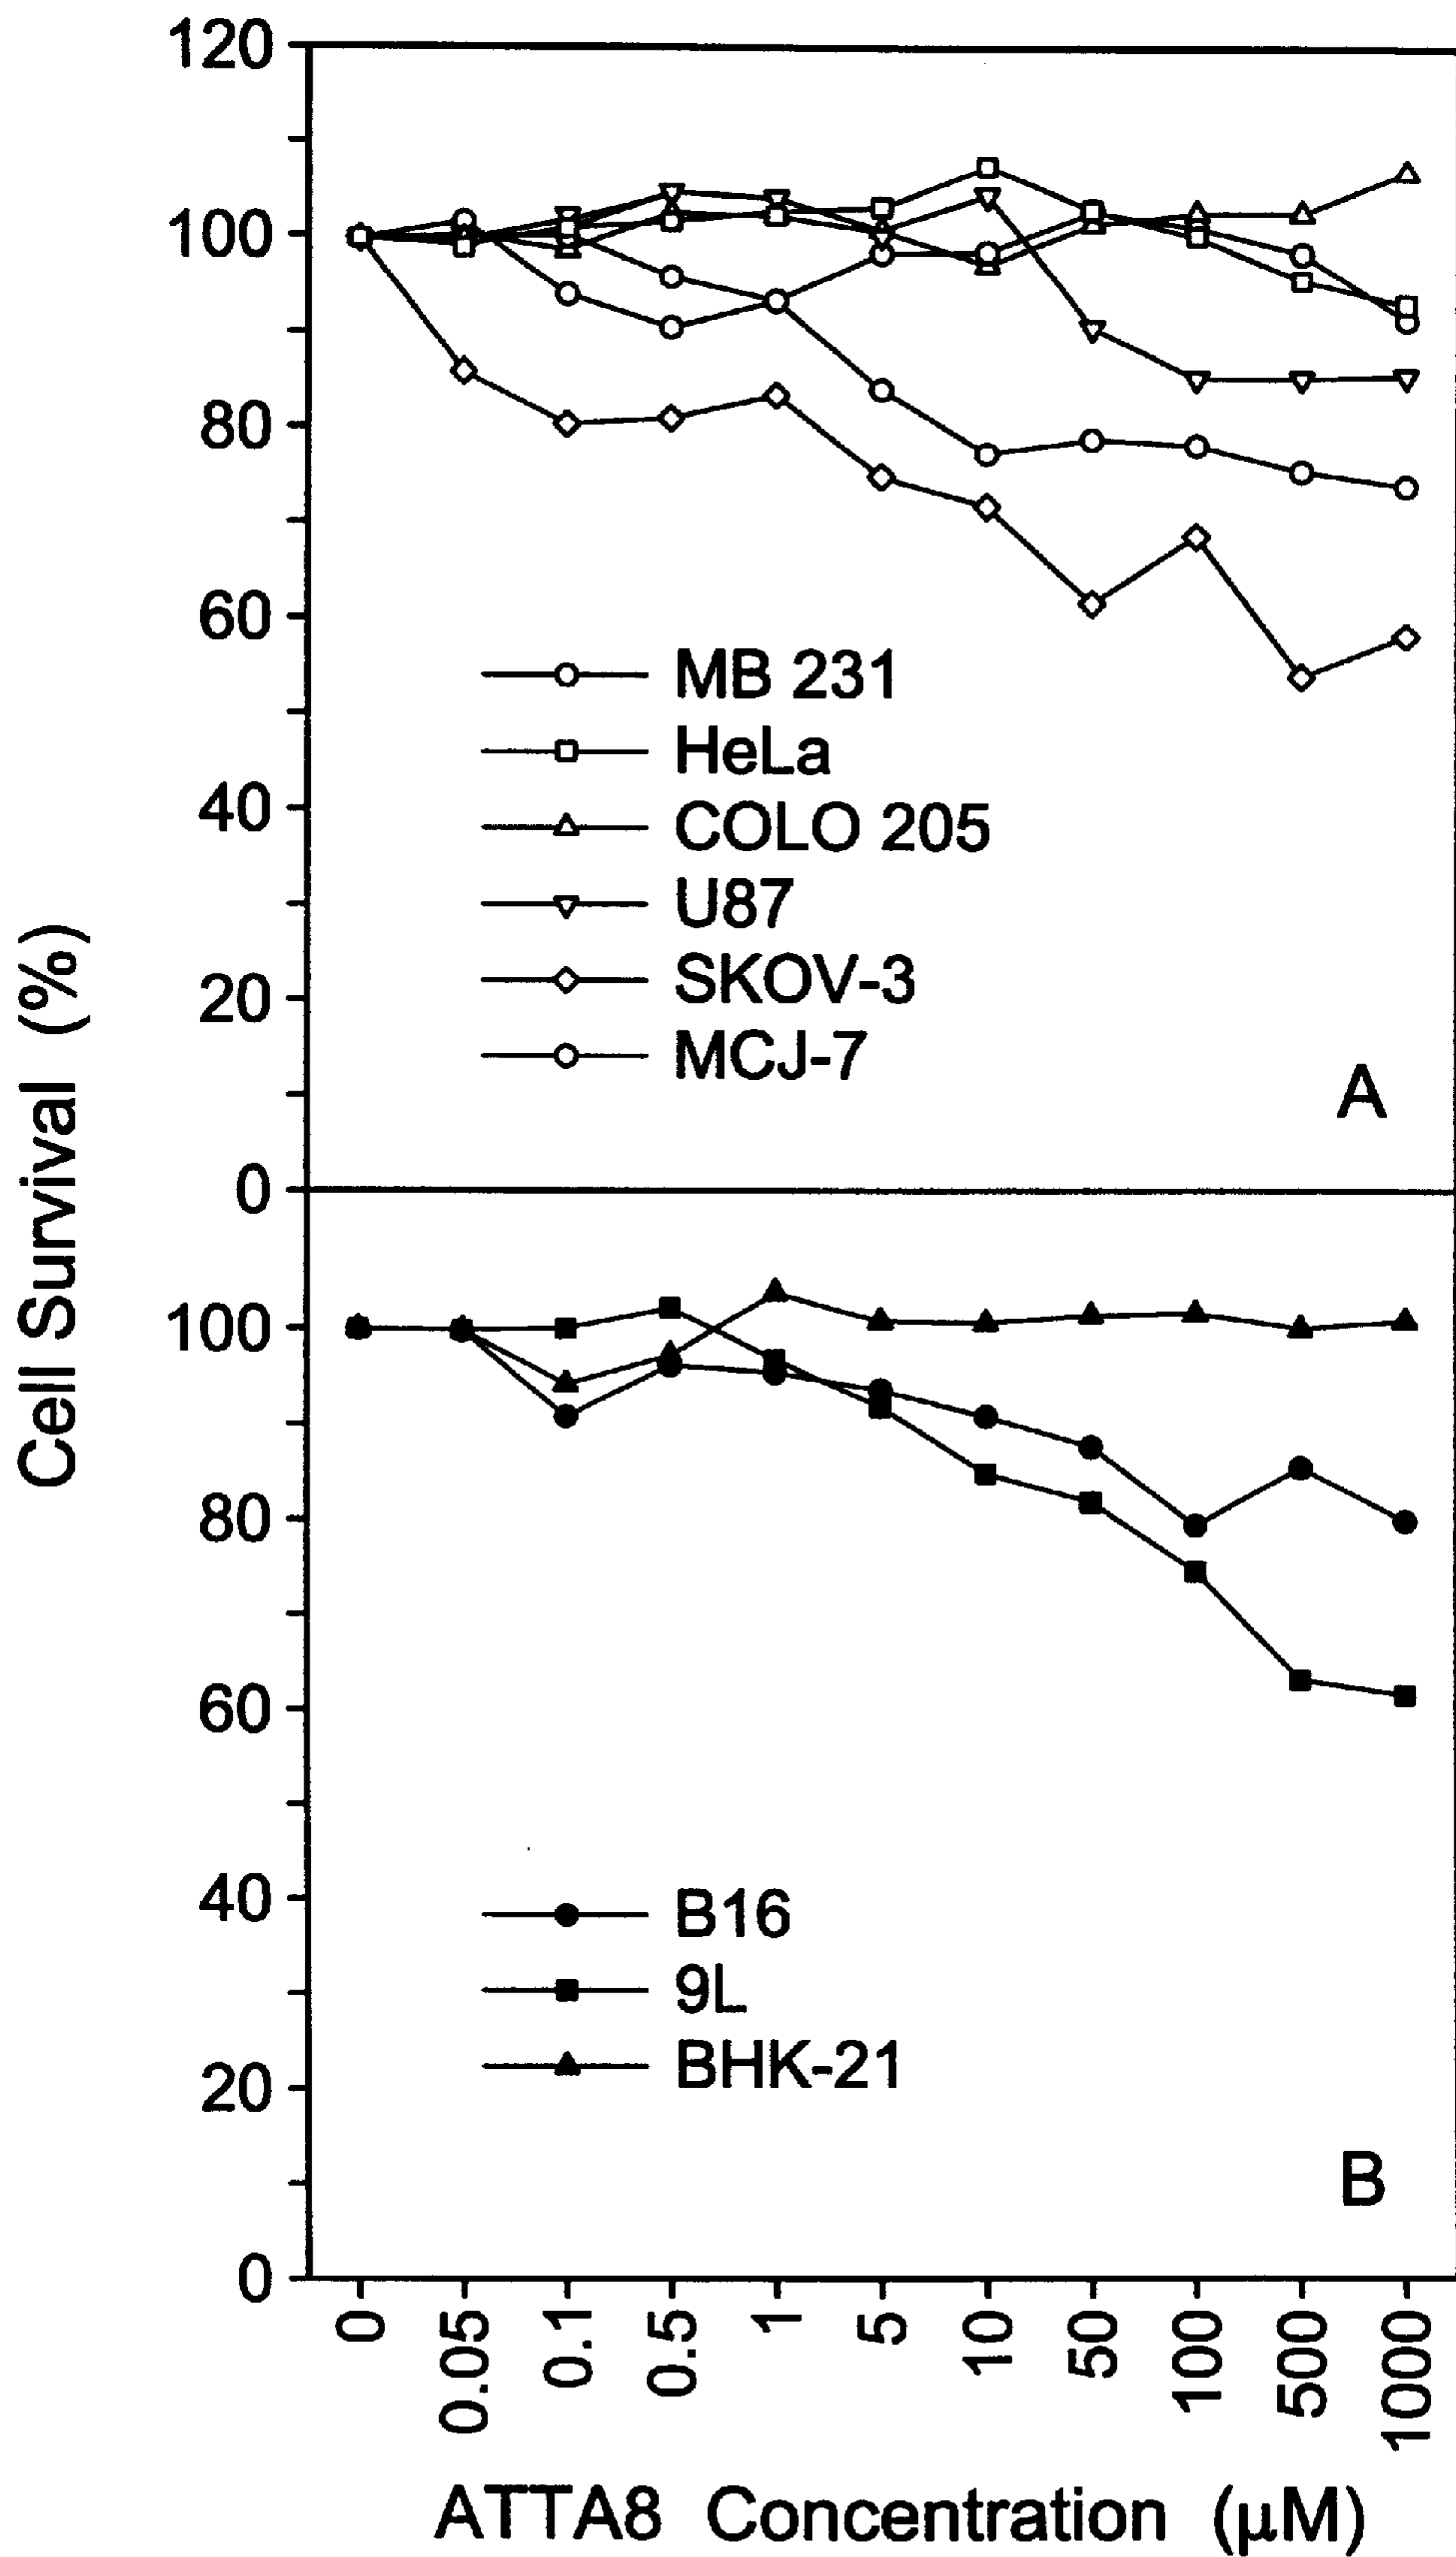 120
100
80
60
40
20
0
MB 231
HeLa
COLO 205
U87
SKOV-3
MCJ-7
A
Cell Survival (%)
100
80
60
40
20
0
B16
9L
BHK-21
B
0
0.05
0.1
0.5
1
5
10
50
100
500
1000
ATTA8 Concentration (μM)